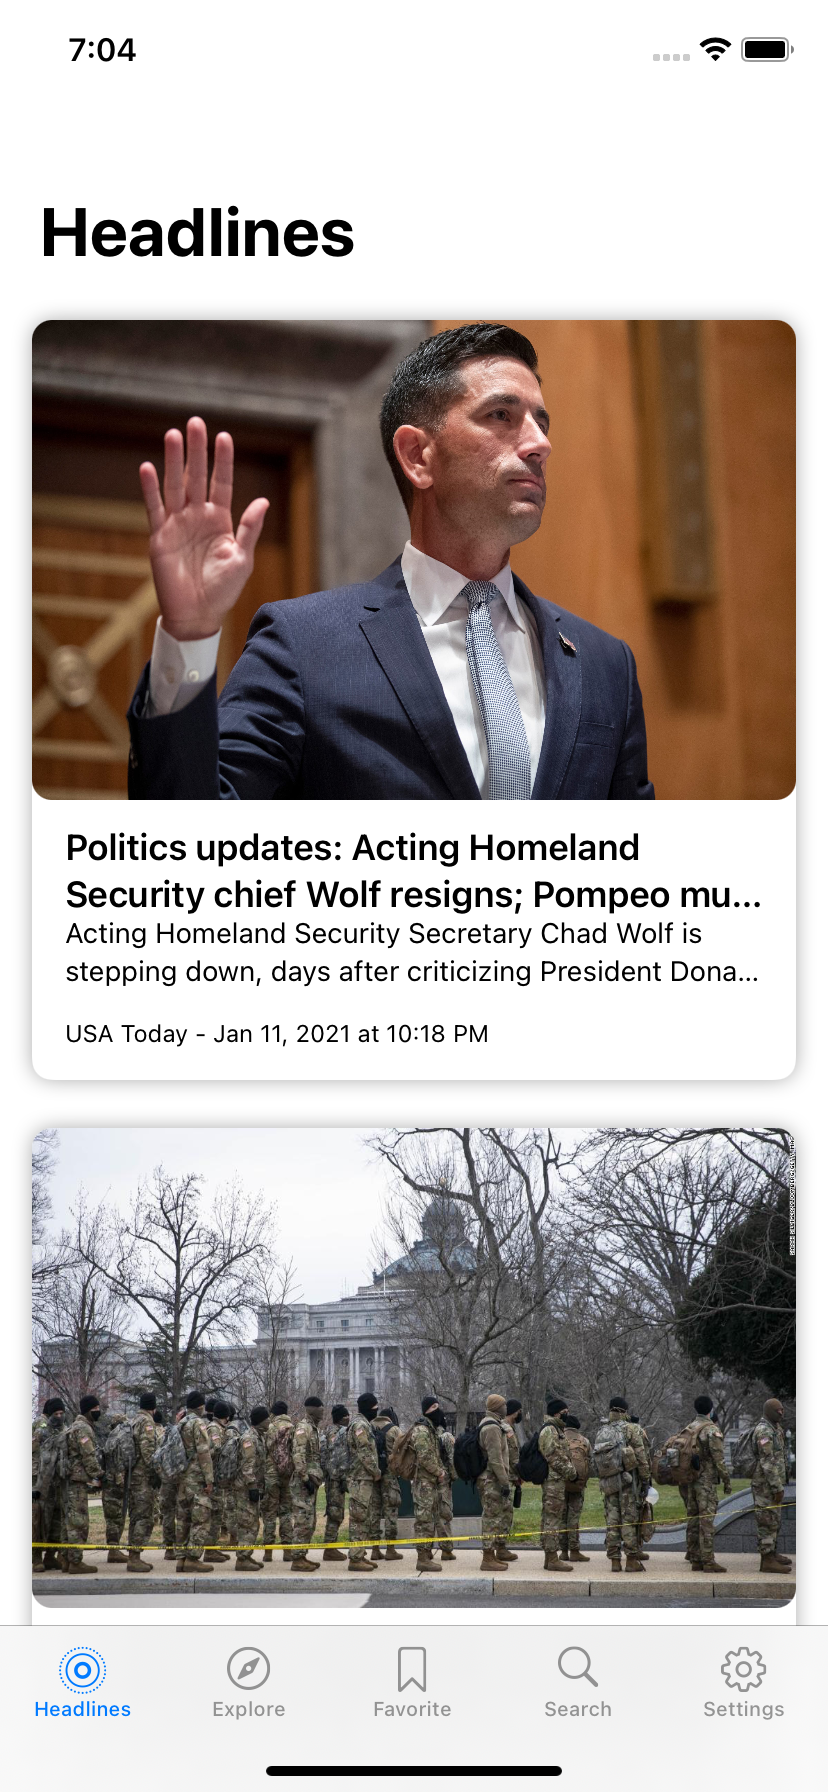 7:04
Headlines
Politics updates: Acting Homeland
Security chief Wolf resigns; Pompeo mu...
Acting Homeland Security Secretary Chad Wolf is
stepping down, days after criticizing President Dona...
USA Today - Jan 11, 2021 at 10:18 PM
Headlines
Explore
Favorite
Search
Settings